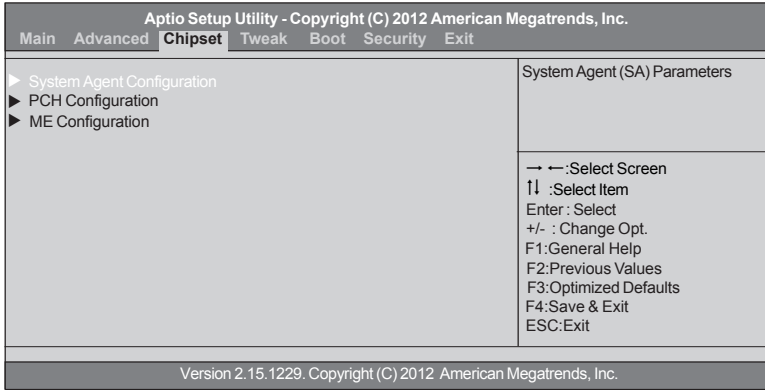 Aptio Setup Utility - Copyright (C) 2012 American Megatrends, Inc.
Main Advanced Chipset Tweak Boot Security Exit
▶ System Agent Configuration
▶ PCH Configuration
▶ ME Configuration
System Agent (SA) Parameters
→ ←:Select Screen
↑↓ :Select Item
Enter : Select
+/- : Change Opt.
F1:General Help
F2:Previous Values
F3:Optimized Defaults
F4:Save & Exit
ESC:Exit
Version 2.15.1229. Copyright (C) 2012 American Megatrends, Inc.